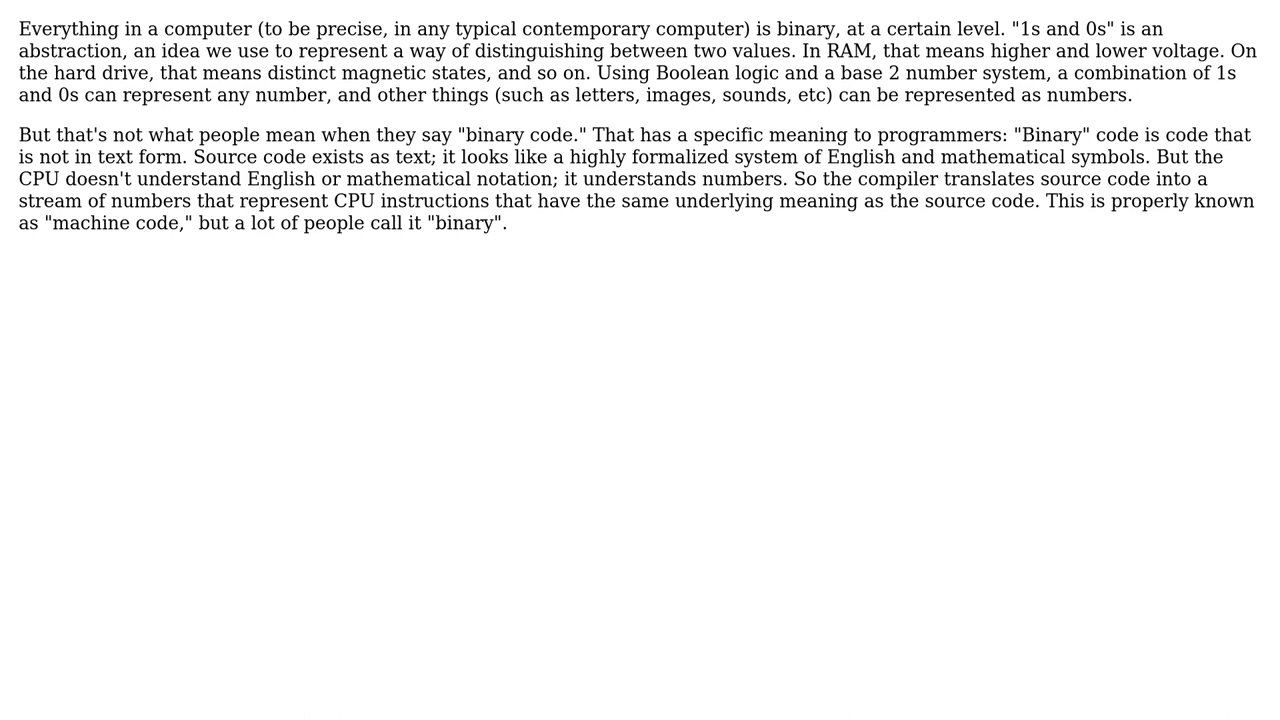 Everything in a computer (to be precise, in any typical contemporary computer) is binary, at a certain level. "1s and 0s" is an
abstraction, an idea we use to represent a way of distinguishing between two values. In RAM, that means higher and lower voltage. On
the hard drive, that means distinct magnetic states, and so on. Using Boolean logic and a base 2 number system, a combination of 1s
and 0s can represent any number, and other things (such as letters, images, sounds, etc) can be represented as numbers.
But that's not what people mean when they say "binary code." That has a specific meaning to programmers: "Binary" code is code that
is not in text form. Source code exists as text; it looks like a highly formalized system of English and mathematical symbols. But the
CPU doesn't understand English or mathematical notation; it understands numbers. So the compiler translates source code into a
stream of numbers that represent CPU instructions that have the same underlying meaning as the source code. This is properly known
as "machine code," but a lot of people call it "binary".